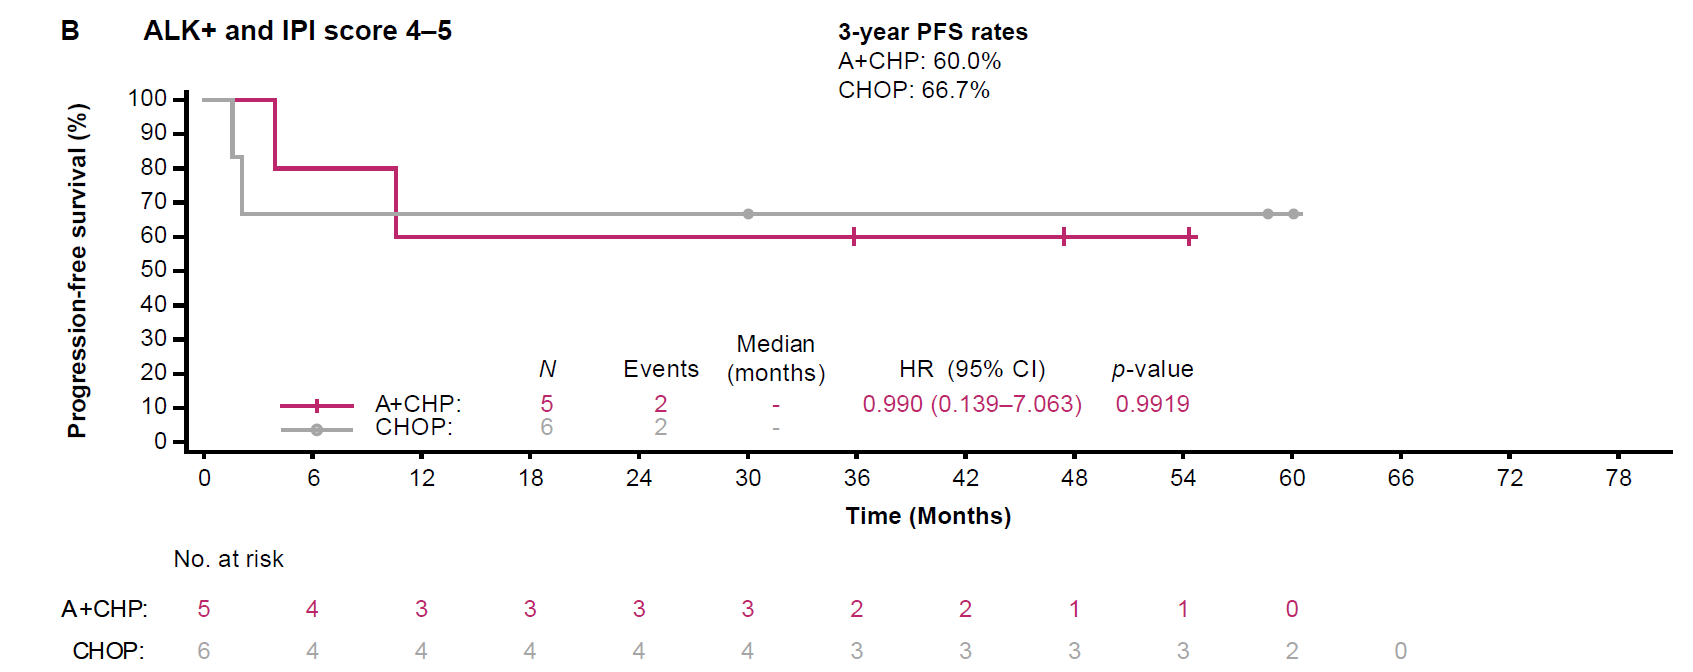 B ALK+ and IPI score 4–5
3-year PFS rates
A+CHP: 60.0%
CHOP: 66.7%
Progression-free survival (%)
100
90
80
70
60
50
40
30
20
10
0
N Events Median (months) HR (95% CI) p-value
A+CHP: 5 2 - 0.990 (0.139–7.063) 0.9919
CHOP: 6 2 -
0 6 12 18 24 30 36 42 48 54 60 66 72 78
Time (Months)
No. at risk
A+CHP: 5 4 3 3 3 3 2 2 1 1 0
CHOP: 6 4 4 4 4 4 3 3 3 3 2 0